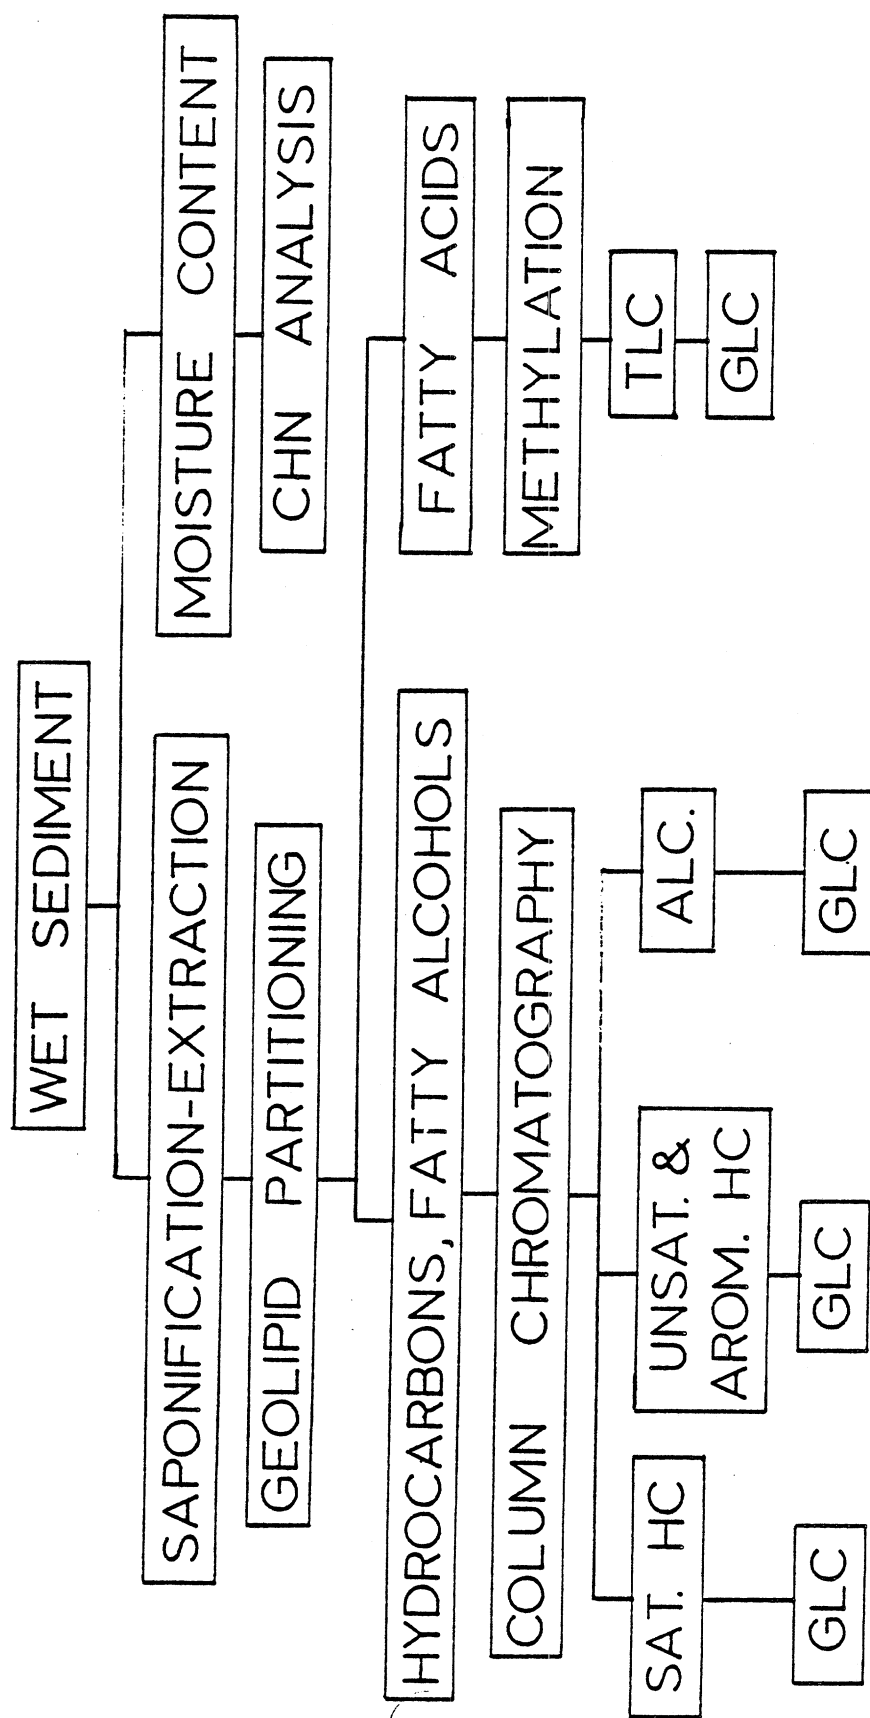 WET SEDIMENT
SAPONIFICATION-EXTRACTION
MOISTURE CONTENT
GEOLIPID PARTITIONING
CHN ANALYSIS
HYDROCARBONS, FATTY ALCOHOLS
FATTY ACIDS
COLUMN CHROMATOGRAPHY
METHYLATION
SAT. HC
UNSAT. &
AROM. HC
ALC.
TLC
GLC
GLC
GLC
GLC